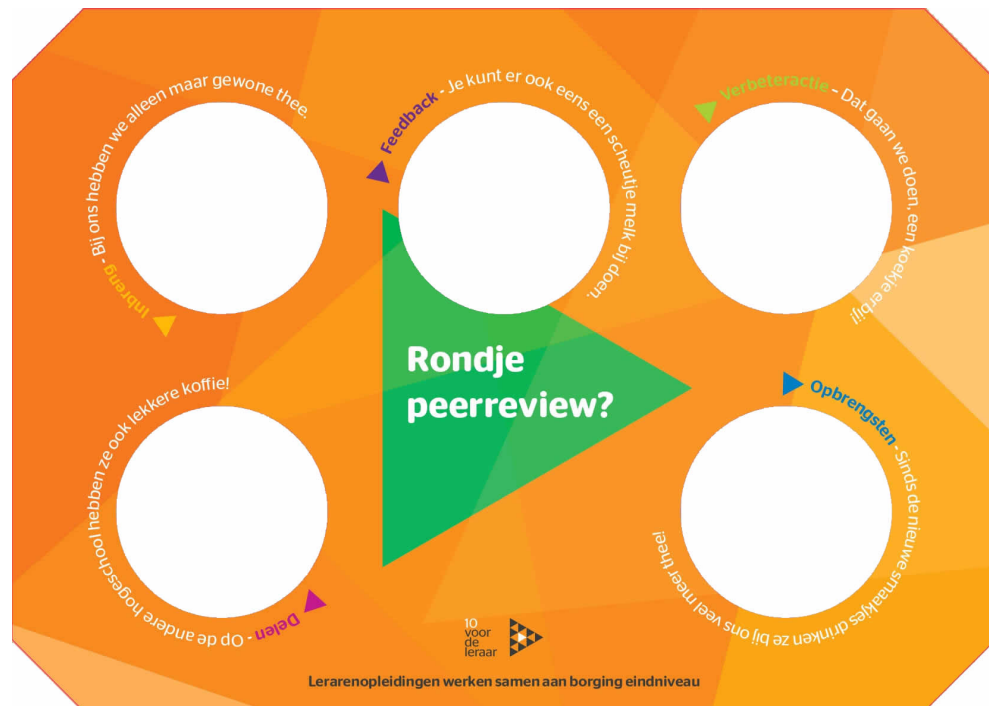 Inbreng - Bij ons hebben we alleen maar gewone thee.
Feedback - Je kunt er ook eens een scheutje melk bij doen.
Verbeteractie – Dat gaan we doen, een koekje erbij!
Rondje
peerreview?
Opbrengsten - Sinds de nieuwe smaakjes drinken ze bij ons veel meer thee!
Delen - Op de andere hogeschool hebben ze ook lekkere koffie!
10
voor
de
leraar
Lerarenopleidingen werken samen aan borging eindniveau